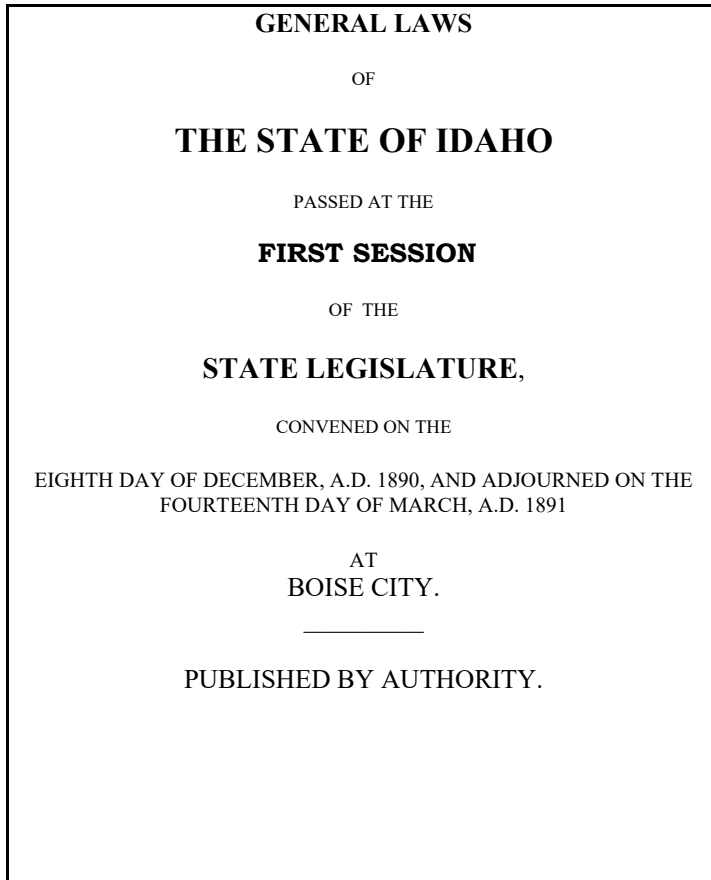 GENERAL LAWS
OF
THE STATE OF IDAHO
PASSED AT THE
FIRST SESSION
OF THE
STATE LEGISLATURE,
CONVENED ON THE
EIGHTH DAY OF DECEMBER, A.D. 1890, AND ADJOURNED ON THE
FOURTEENTH DAY OF MARCH, A.D. 1891
AT
BOISE CITY.
PUBLISHED BY AUTHORITY.